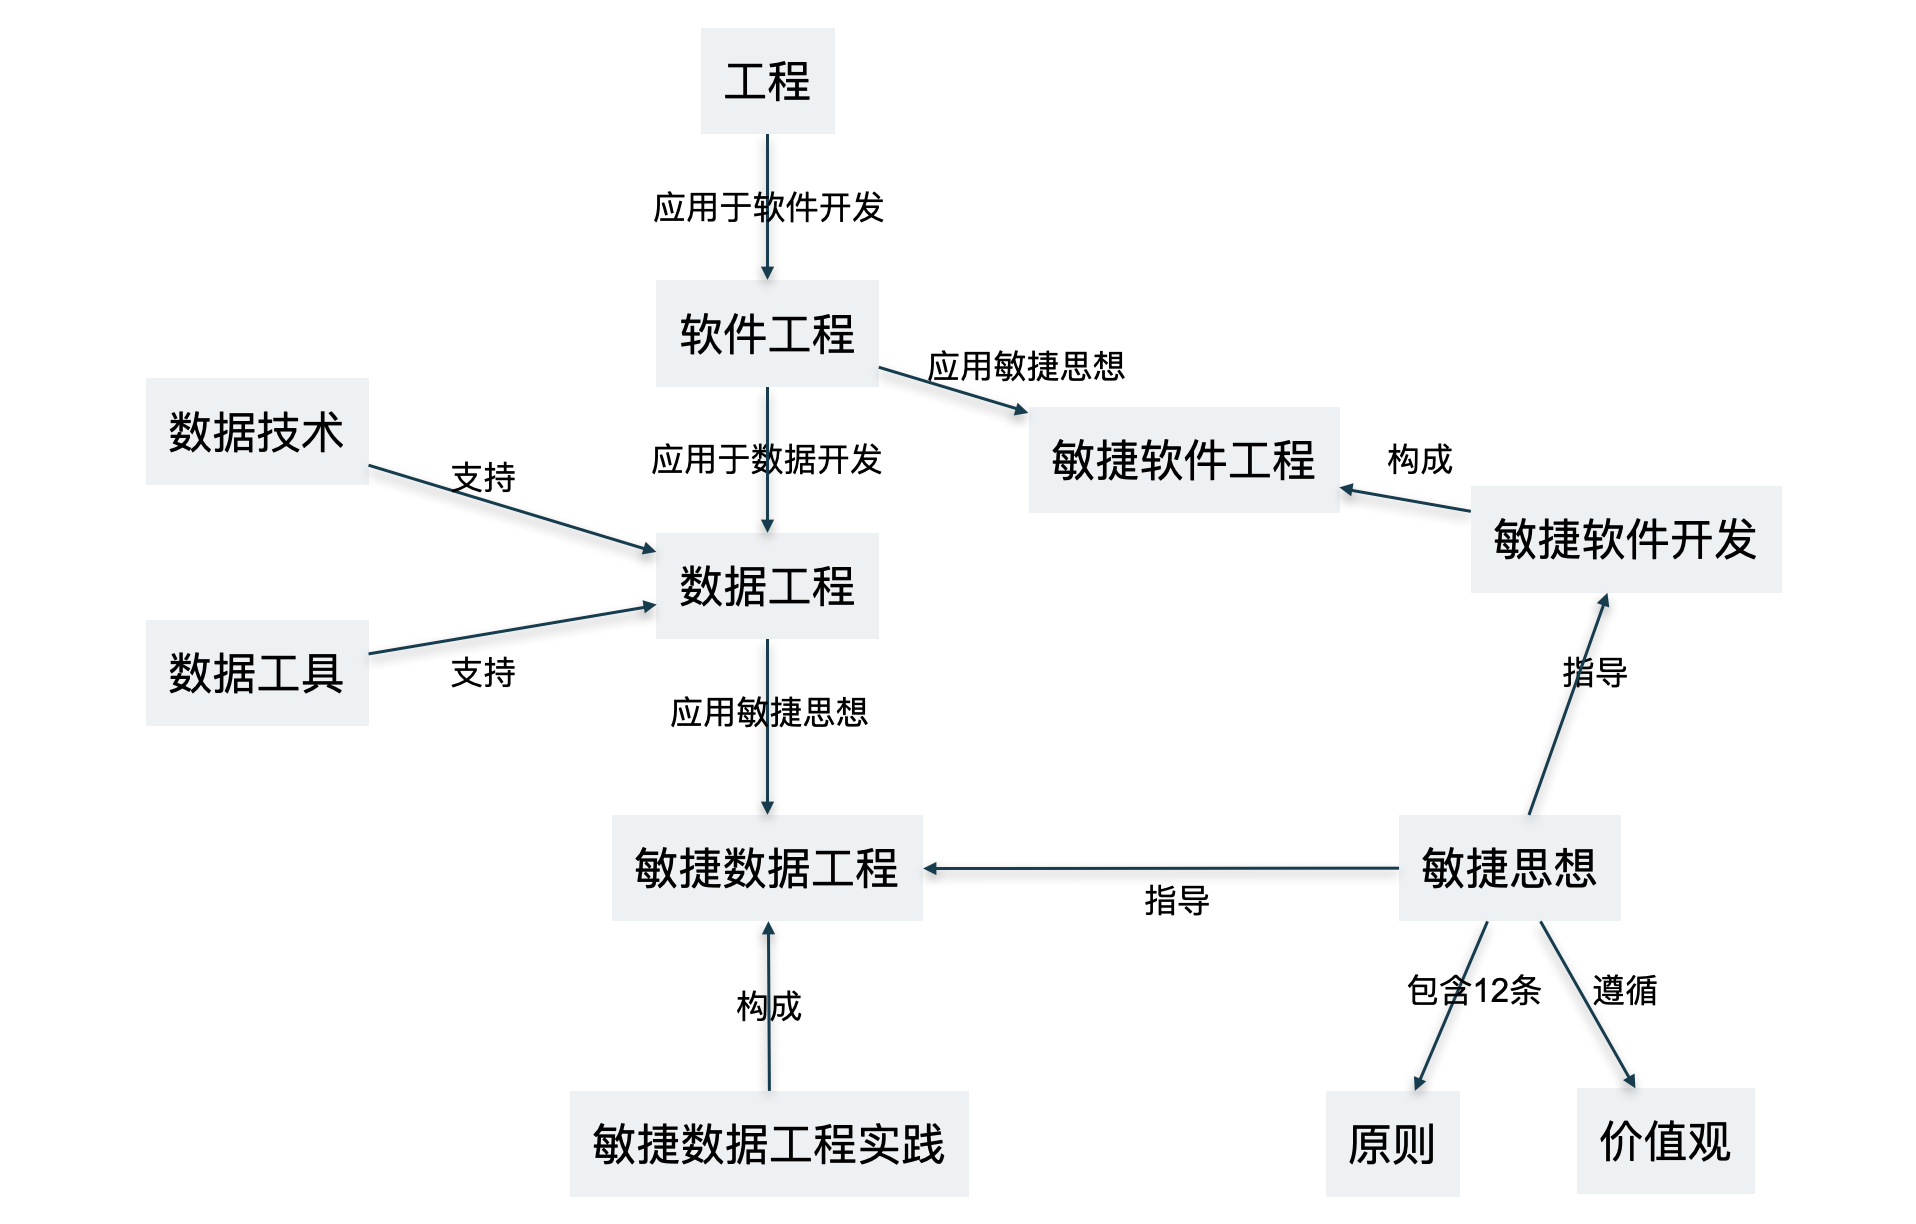 工程
应用于软件开发
软件工程
应用敏捷思想
数据技术
敏捷软件工程
支持
应用于数据开发
构成
敏捷软件开发
数据工程
数据工具
支持
指导
应用敏捷思想
敏捷数据工程
敏捷思想
指导
构成
包含12条
遵循
敏捷数据工程实践
原则
价值观